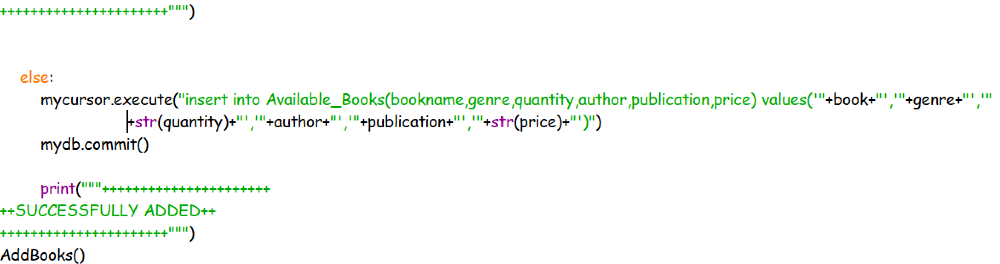 ++++++++++++++++++++++""")
else:
mycursor.execute("insert into Available_Books(bookname,genre,quantity,author,publication,price) values('"+book+"','"+genre+"','"
+str(quantity)+"','"+author+"','"+publication+"','"+str(price)+"')")
mydb.commit()
print("""++++++++++++++++++++++
++SUCCESSFULLY ADDED++
++++++++++++++++++++++""")
AddBooks()